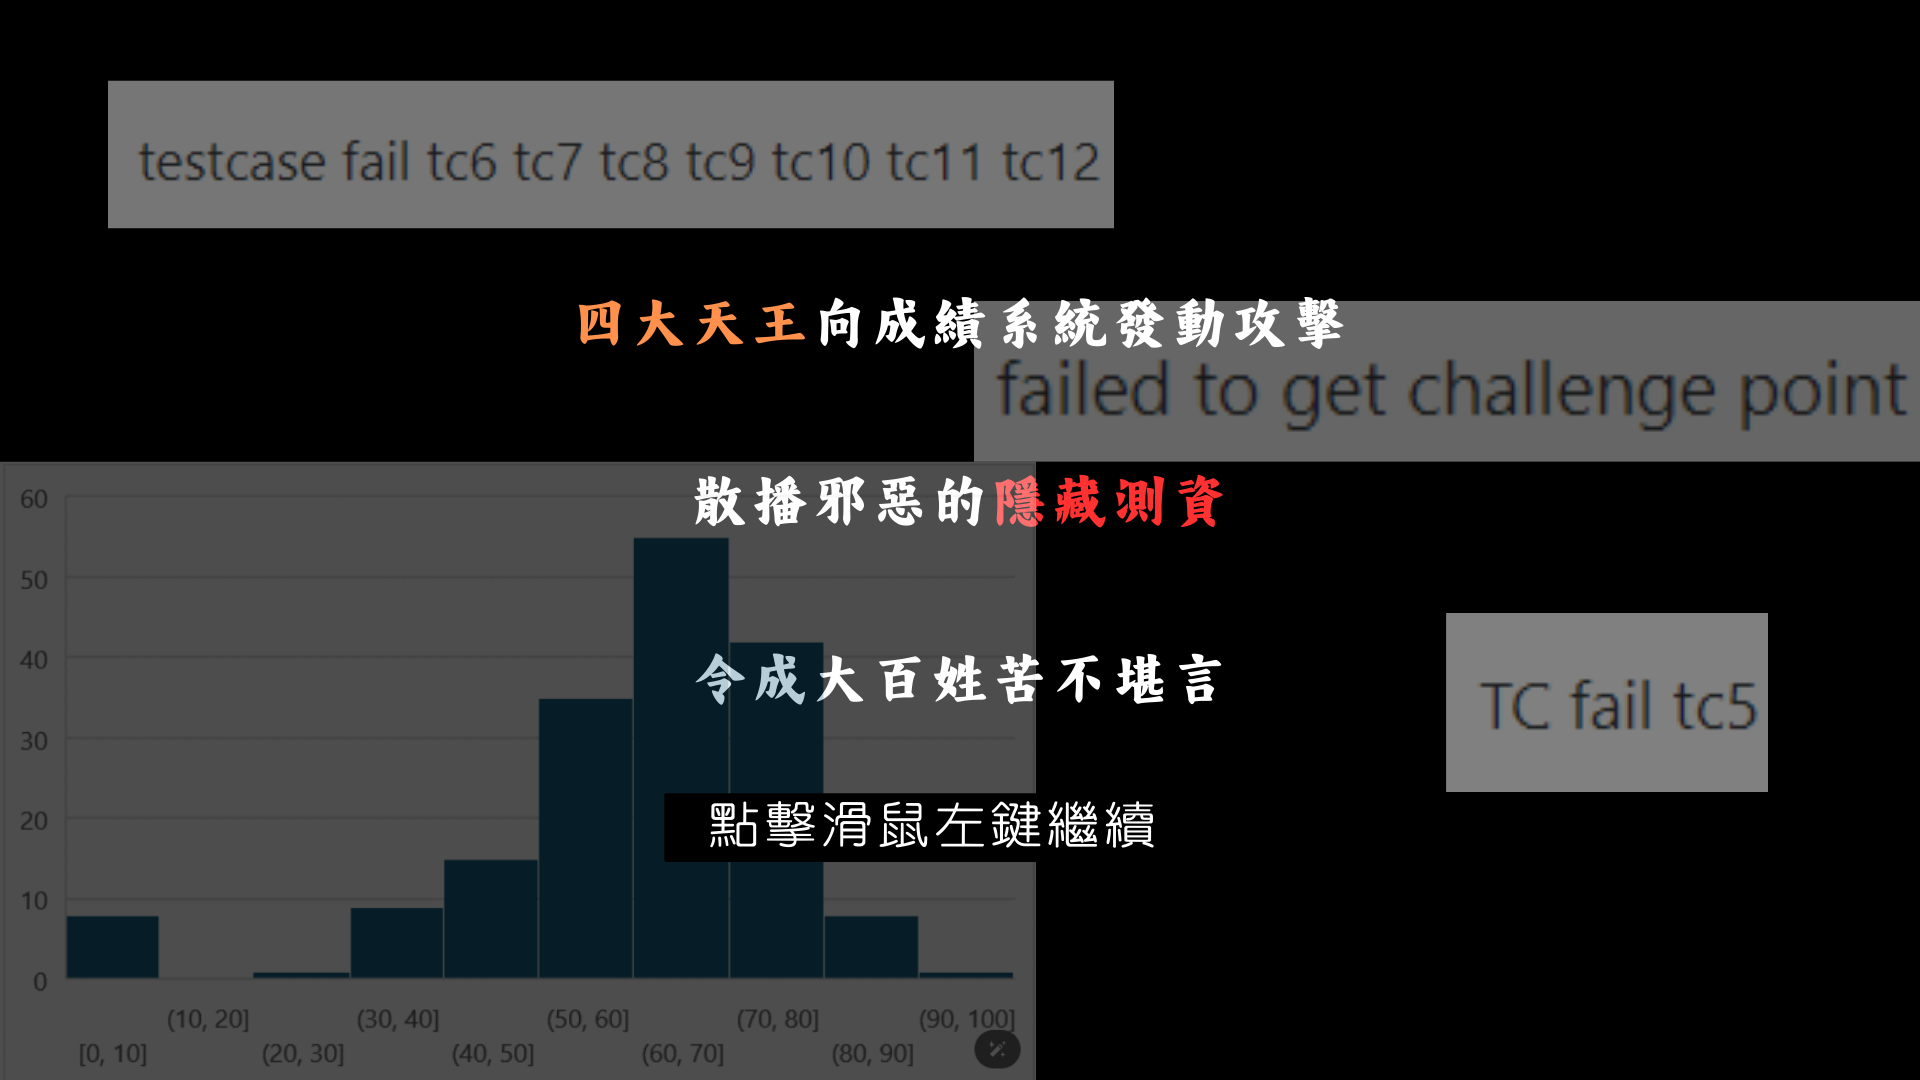 testcase fail tc6 tc7 tc8 tc9 tc10 tc11 tc12
四大天王向成績系統發動攻擊
failed to get challenge point
散播邪惡的隱藏測資
令成大百姓苦不堪言
TC fail tc5
點擊滑鼠左鍵繼續
60
50
40
30
20
10
0
[0, 10]
(10, 20]
(20, 30]
(30, 40]
(40, 50]
(50, 60]
(60, 70]
(70, 80]
(80, 90]
(90, 100]